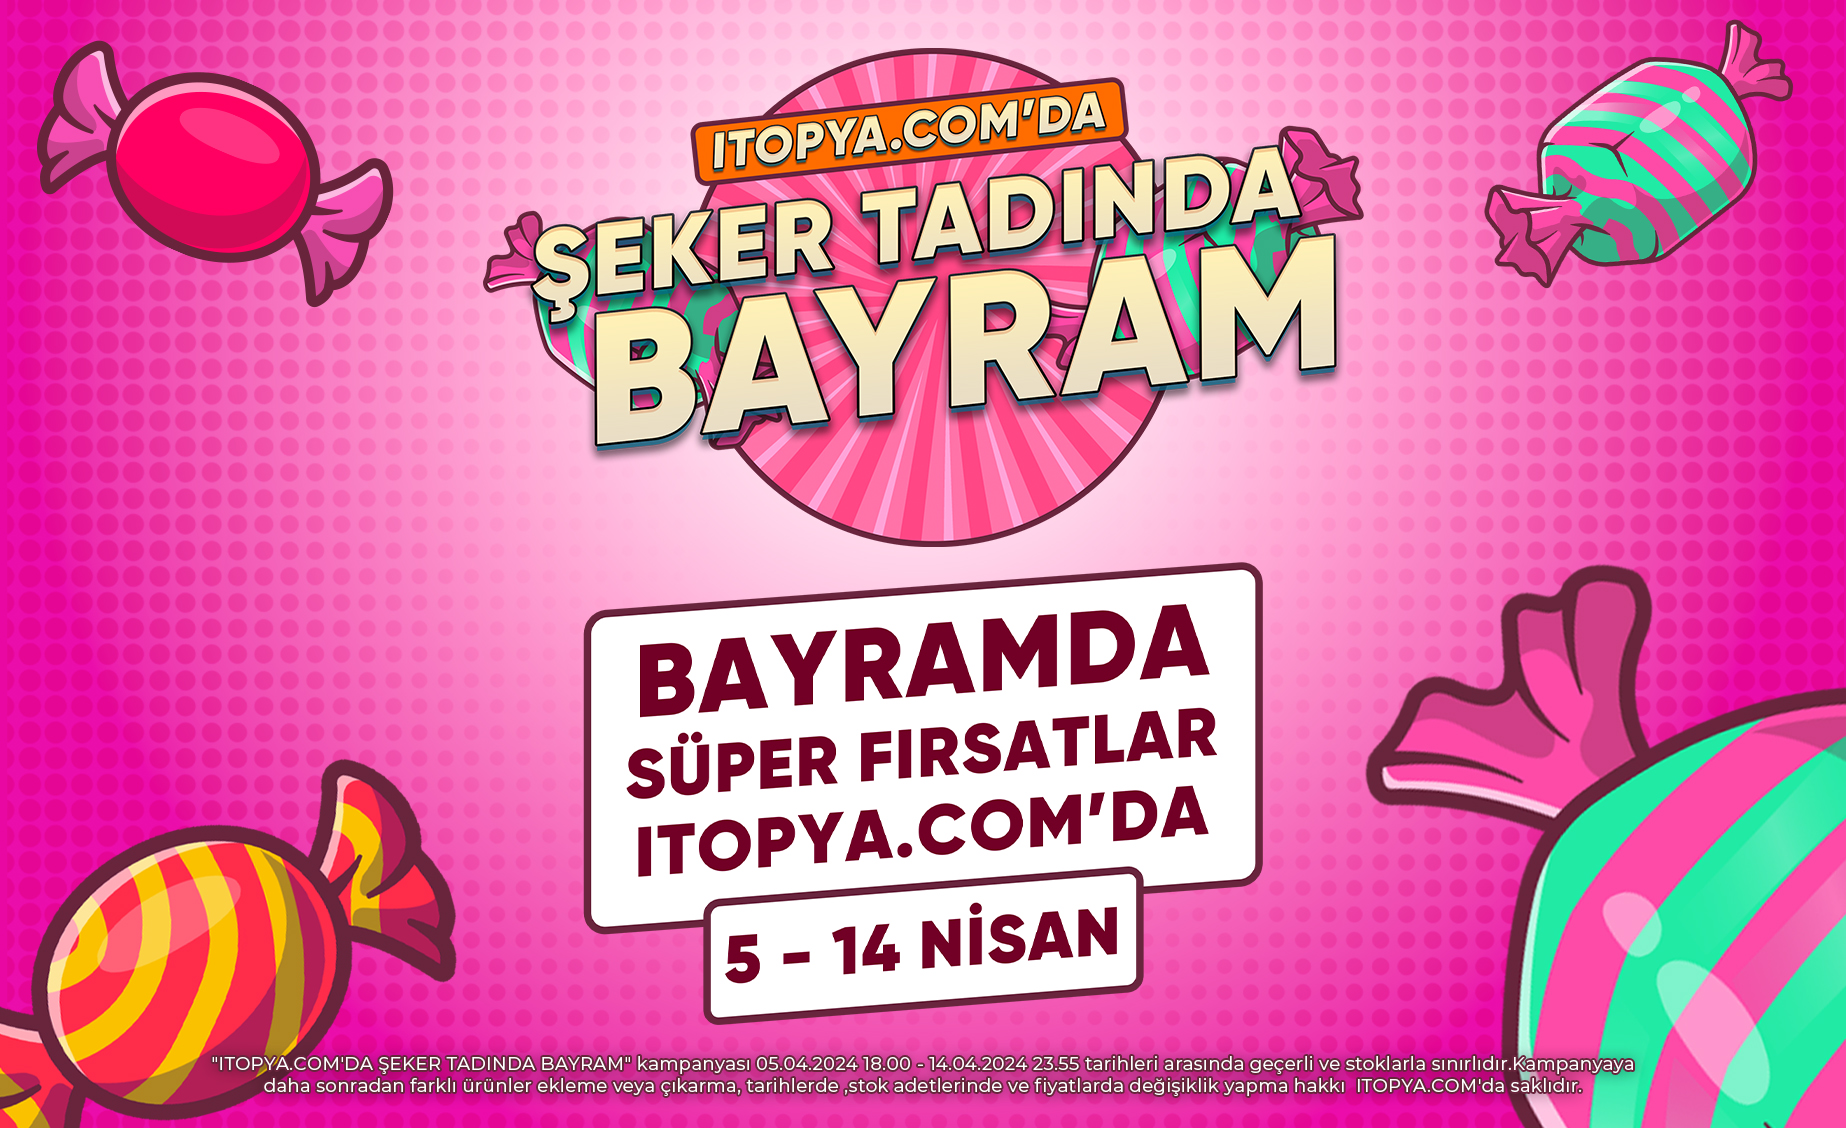 ITOPYA.COM'DA
ŞEKER TADINDA
BAYRAM
BAYRAMDA
SÜPER FIRSATLAR
ITOPYA.COM'DA
5 - 14 NİSAN
"ITOPYA.COM'DA ŞEKER TADINDA BAYRAM" kampanyası 05.04.2024 18.00 - 14.04.2024 23.55 tarihleri arasında geçerli ve stoklarla sınırlıdır.Kampanyaya
daha sonradan farklı ürünler ekleme veya çıkarma, tarihlerde ,stok adetlerinde ve fiyatlarda değişiklik yapma hakkı  ITOPYA.COM'da saklıdır.